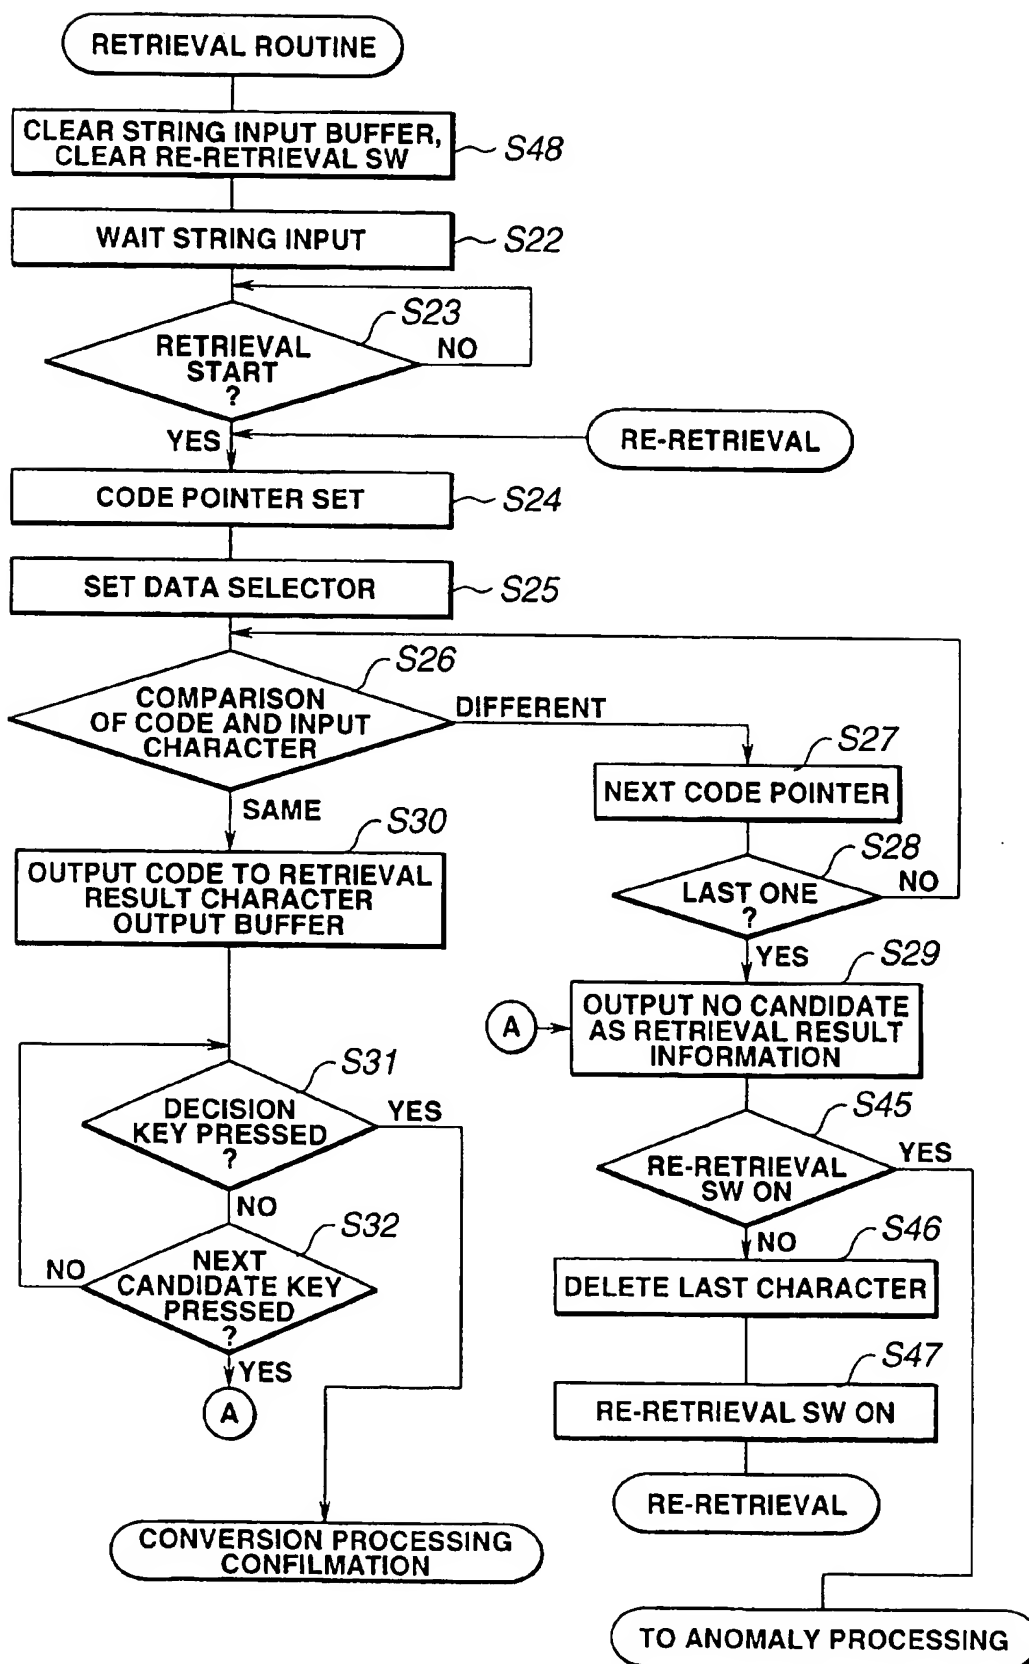 RETRIEVAL ROUTINE
CLEAR STRING INPUT BUFFER,
CLEAR RE-RETRIEVAL SW
S48
WAIT STRING INPUT
S22
S23
RETRIEVAL
START
?
NO
YES
RE-RETRIEVAL
CODE POINTER SET
S24
SET DATA SELECTOR
S25
S26
COMPARISON
OF CODE AND INPUT
CHARACTER
DIFFERENT
SAME
S27
NEXT CODE POINTER
S28
LAST ONE
?
NO
YES
S30
OUTPUT CODE TO RETRIEVAL
RESULT CHARACTER
OUTPUT BUFFER
S29
A
OUTPUT NO CANDIDATE
AS RETRIEVAL RESULT
INFORMATION
S31
DECISION
KEY PRESSED
?
YES
NO
S32
NEXT
CANDIDATE KEY
PRESSED
?
NO
YES
A
S45
RE-RETRIEVAL
SW ON
YES
NO
S46
DELETE LAST CHARACTER
S47
RE-RETRIEVAL SW ON
RE-RETRIEVAL
CONVERSION PROCESSING
CONFILMATION
TO ANOMALY PROCESSING